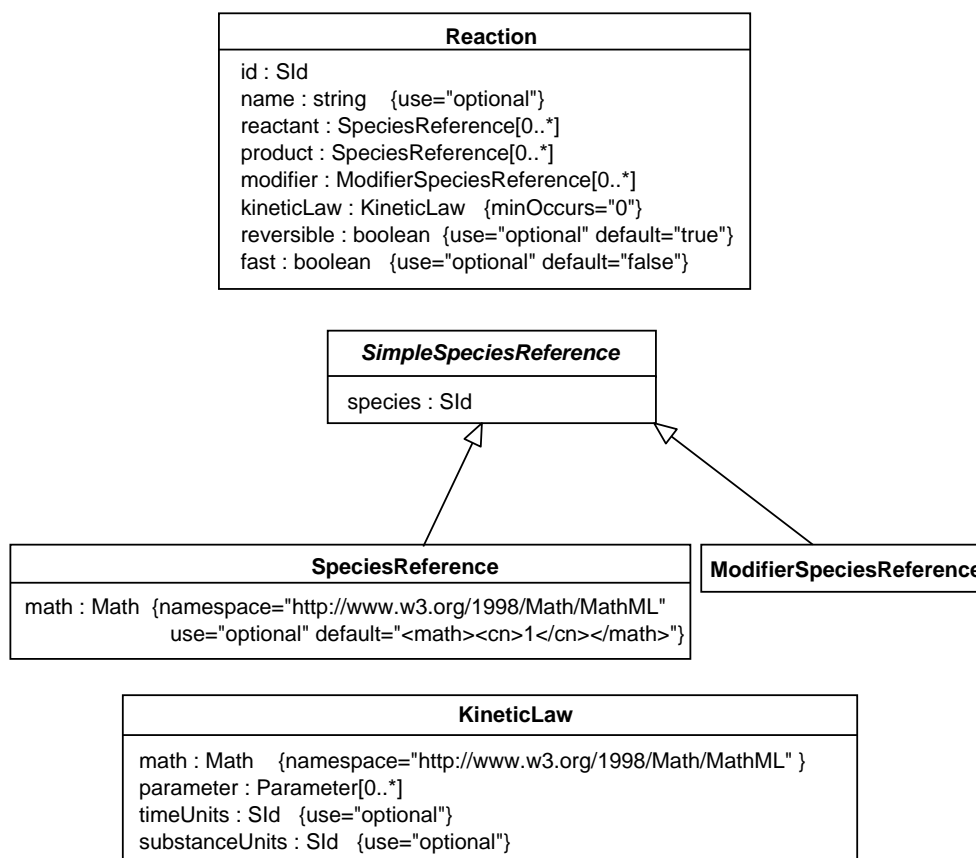 Reaction
id : SId
name : string {use="optional"}
reactant : SpeciesReference[0..*]
product : SpeciesReference[0..*]
modifier : ModifierSpeciesReference[0..*]
kineticLaw : KineticLaw {minOccurs="0"}
reversible : boolean {use="optional" default="true"}
fast : boolean {use="optional" default="false"}
SimpleSpeciesReference
species : SId
SpeciesReference
math : Math {namespace="http://www.w3.org/1998/Math/MathML"
use="optional" default="<math><cn>1</cn></math>"}
ModifierSpeciesReference
KineticLaw
math : Math {namespace="http://www.w3.org/1998/Math/MathML" }
parameter : Parameter[0..*]
timeUnits : SId {use="optional"}
substanceUnits : SId {use="optional"}